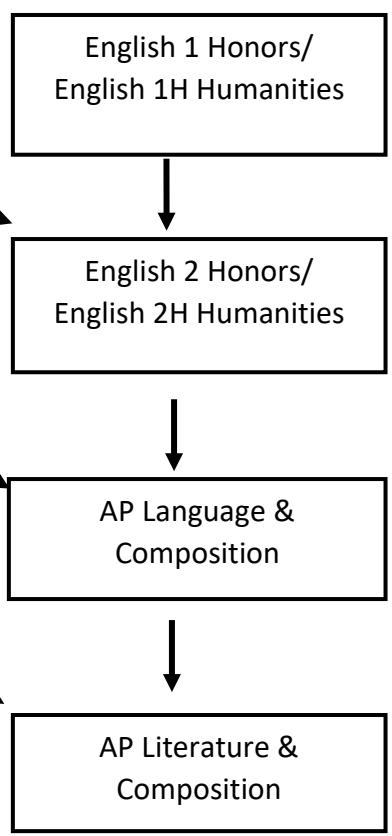 English 1 Honors/
English 1H Humanities
English 2 Honors/
English 2H Humanities
AP Language &
Composition
AP Literature &
Composition